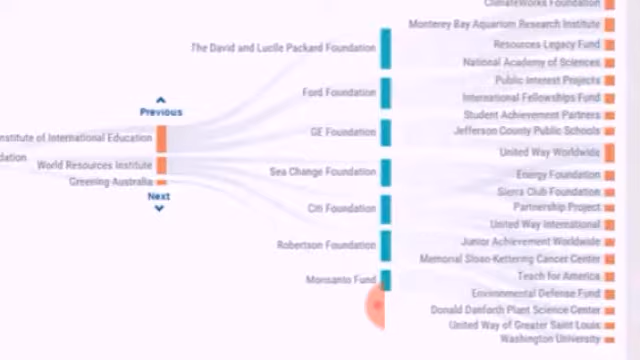 Previous
nstitute of International Education
dation
World Resources Institute
Greening Australia
Next
The David and Lucile Packard Foundation
Ford Foundation
GE Foundation
Sea Change Foundation
Citi Foundation
Robertson Foundation
Monsanto Fund
ClimateWorks Foundation
Monterey Bay Aquarium Research Institute
Resources Legacy Fund
National Academy of Sciences
Public Interest Projects
International Fellowships Fund
Student Achievement Partners
Jefferson County Public Schools
United Way Worldwide
Energy Foundation
Sierra Club Foundation
Partnership Project
United Way International
Junior Achievement Worldwide
Memorial Sloan-Kettering Cancer Center
Teach for America
Environmental Defense Fund
Donald Danforth Plant Science Center
United Way of Greater Saint Louis
Washington University